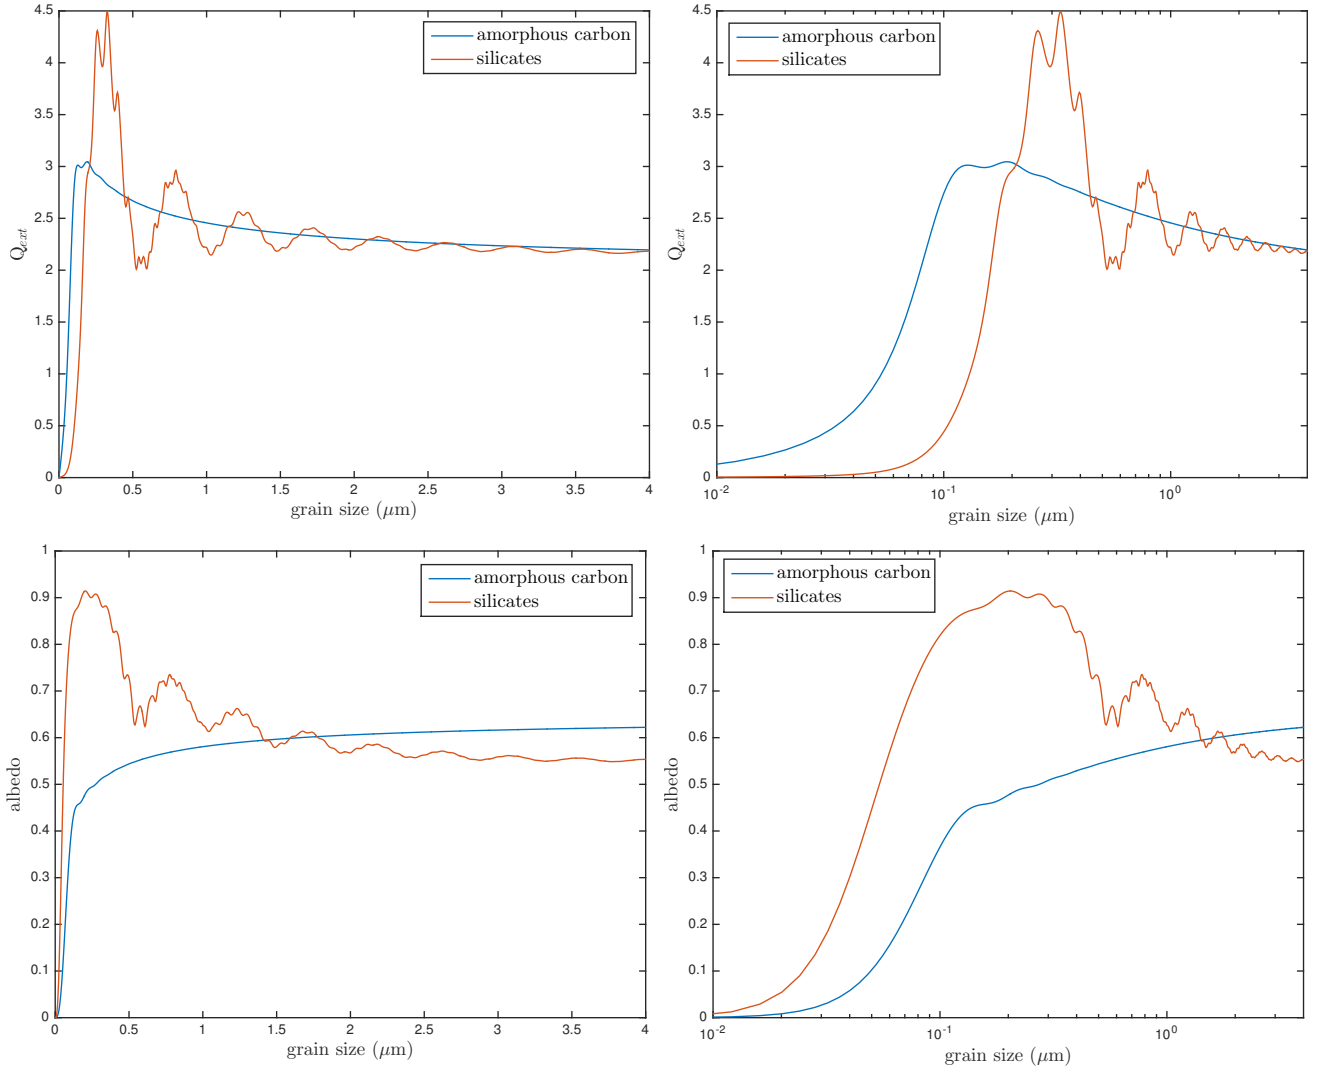 4.5
4
3.5
3
2.5
2
1.5
1
0.5
0
Q_ext
0 0.5 1 1.5 2 2.5 3 3.5 4
grain size (μm)
amorphous carbon
silicates
4.5
4
3.5
3
2.5
2
1.5
1
0.5
0
Q_ext
10^-2 10^-1 10^0
grain size (μm)
amorphous carbon
silicates
1
0.9
0.8
0.7
0.6
0.5
0.4
0.3
0.2
0.1
0
albedo
0 0.5 1 1.5 2 2.5 3 3.5 4
grain size (μm)
amorphous carbon
silicates
1
0.9
0.8
0.7
0.6
0.5
0.4
0.3
0.2
0.1
0
albedo
10^-2 10^-1 10^0
grain size (μm)
amorphous carbon
silicates